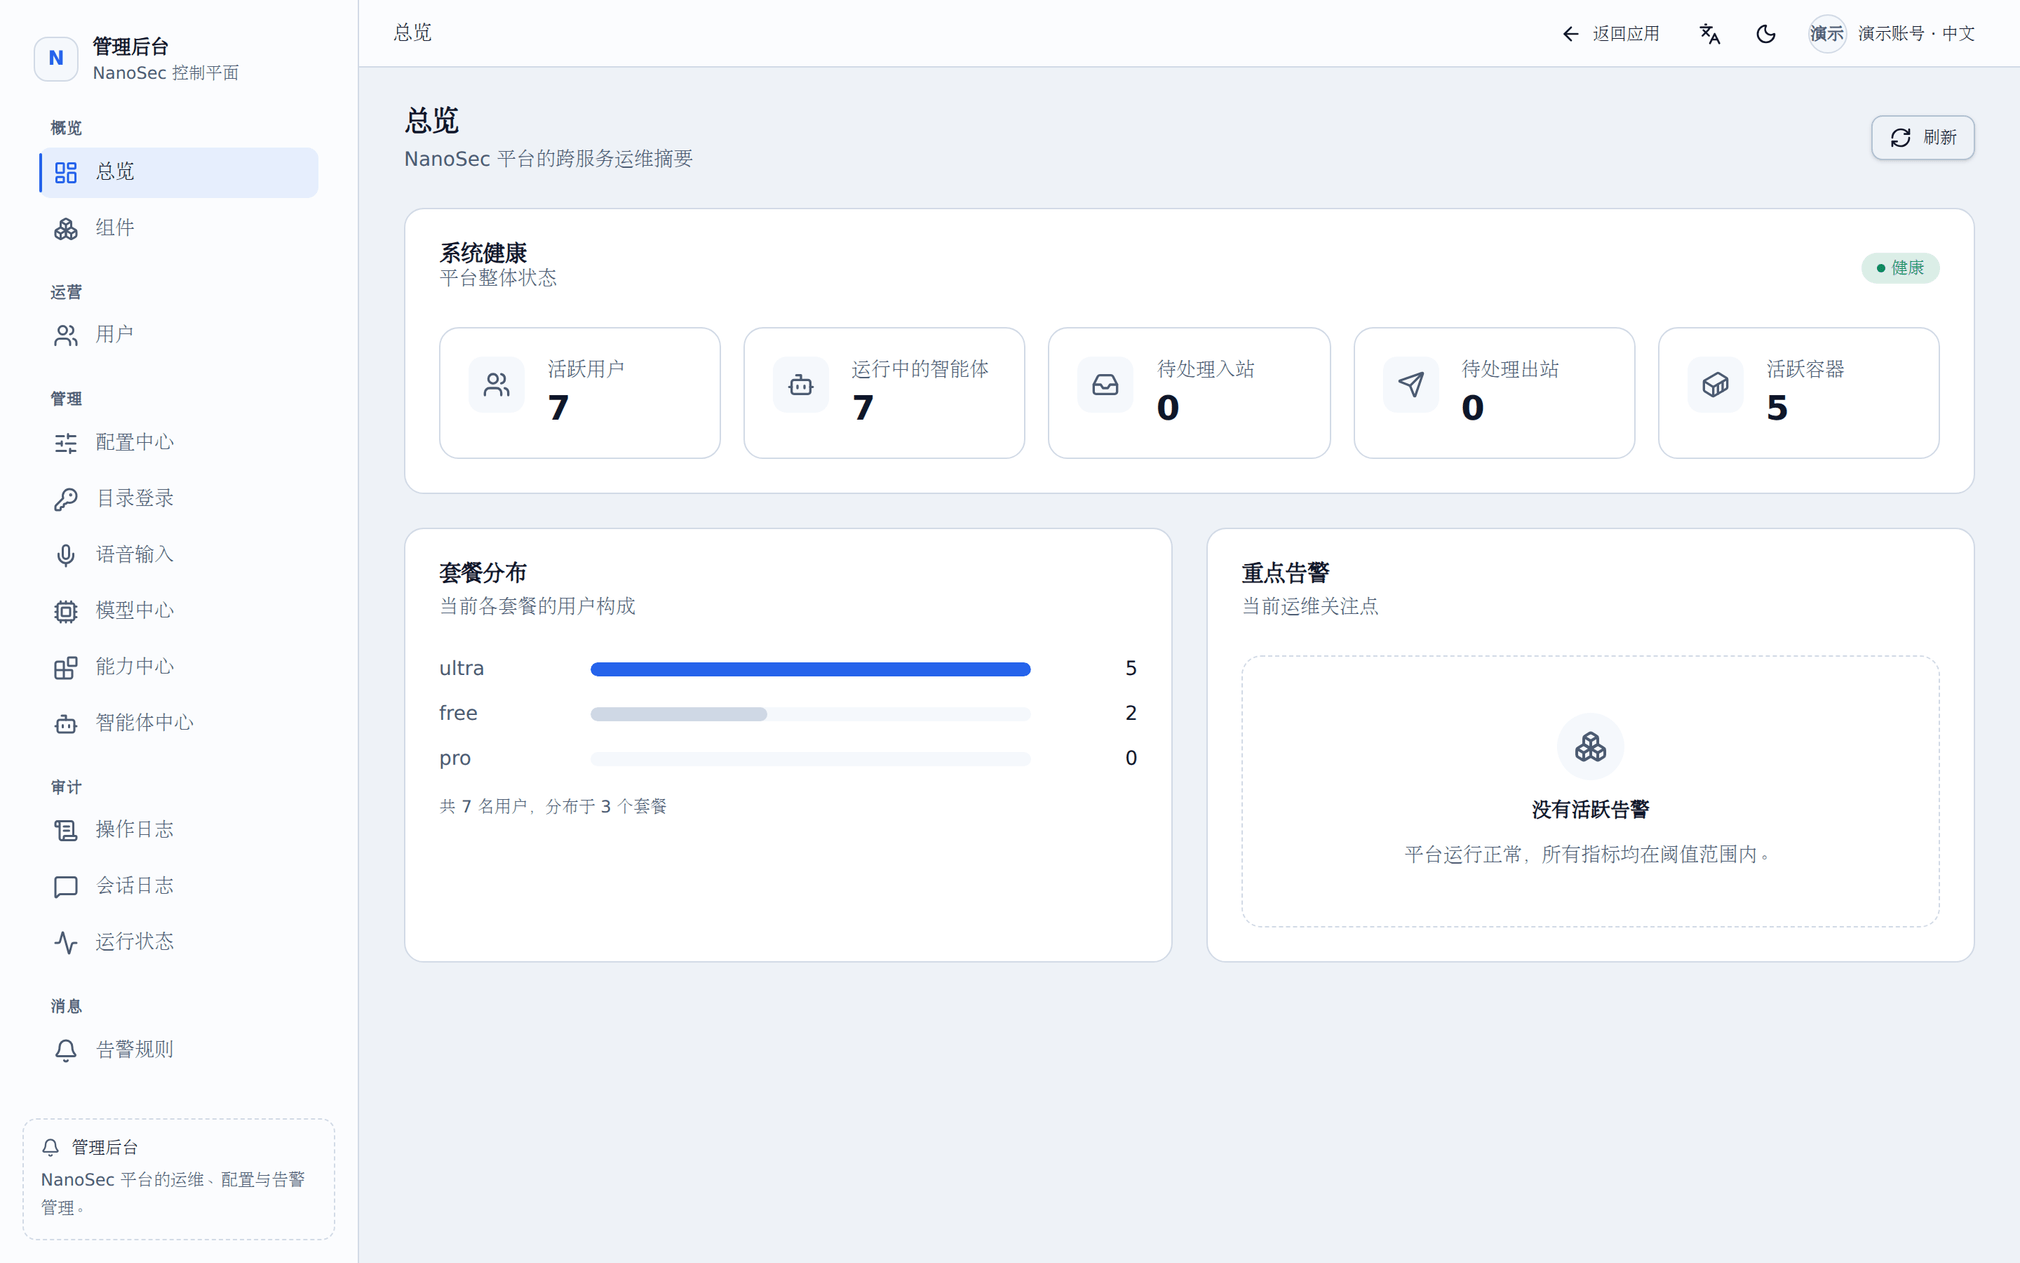 N
管理后台
NanoSec 控制平面
概览
总览
组件
运营
用户
管理
配置中心
目录登录
语音输入
模型中心
能力中心
智能体中心
审计
操作日志
会话日志
运行状态
消息
告警规则
管理后台
NanoSec 平台的运维、配置与告警
管理。
总览
返回应用
演示
演示账号 · 中文
总览
NanoSec 平台的跨服务运维摘要
刷新
系统健康
平台整体状态
健康
活跃用户
7
运行中的智能体
7
待处理入站
0
待处理出站
0
活跃容器
5
套餐分布
当前各套餐的用户构成
ultra 5
free 2
pro 0
共 7 名用户，分布于 3 个套餐
重点告警
当前运维关注点
没有活跃告警
平台运行正常，所有指标均在阈值范围内。